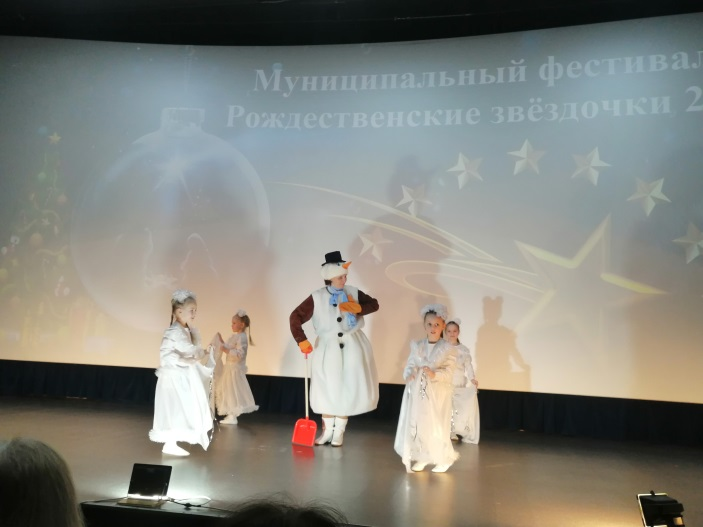 Муниципальный фестивал
Рождественские звёздочки 2